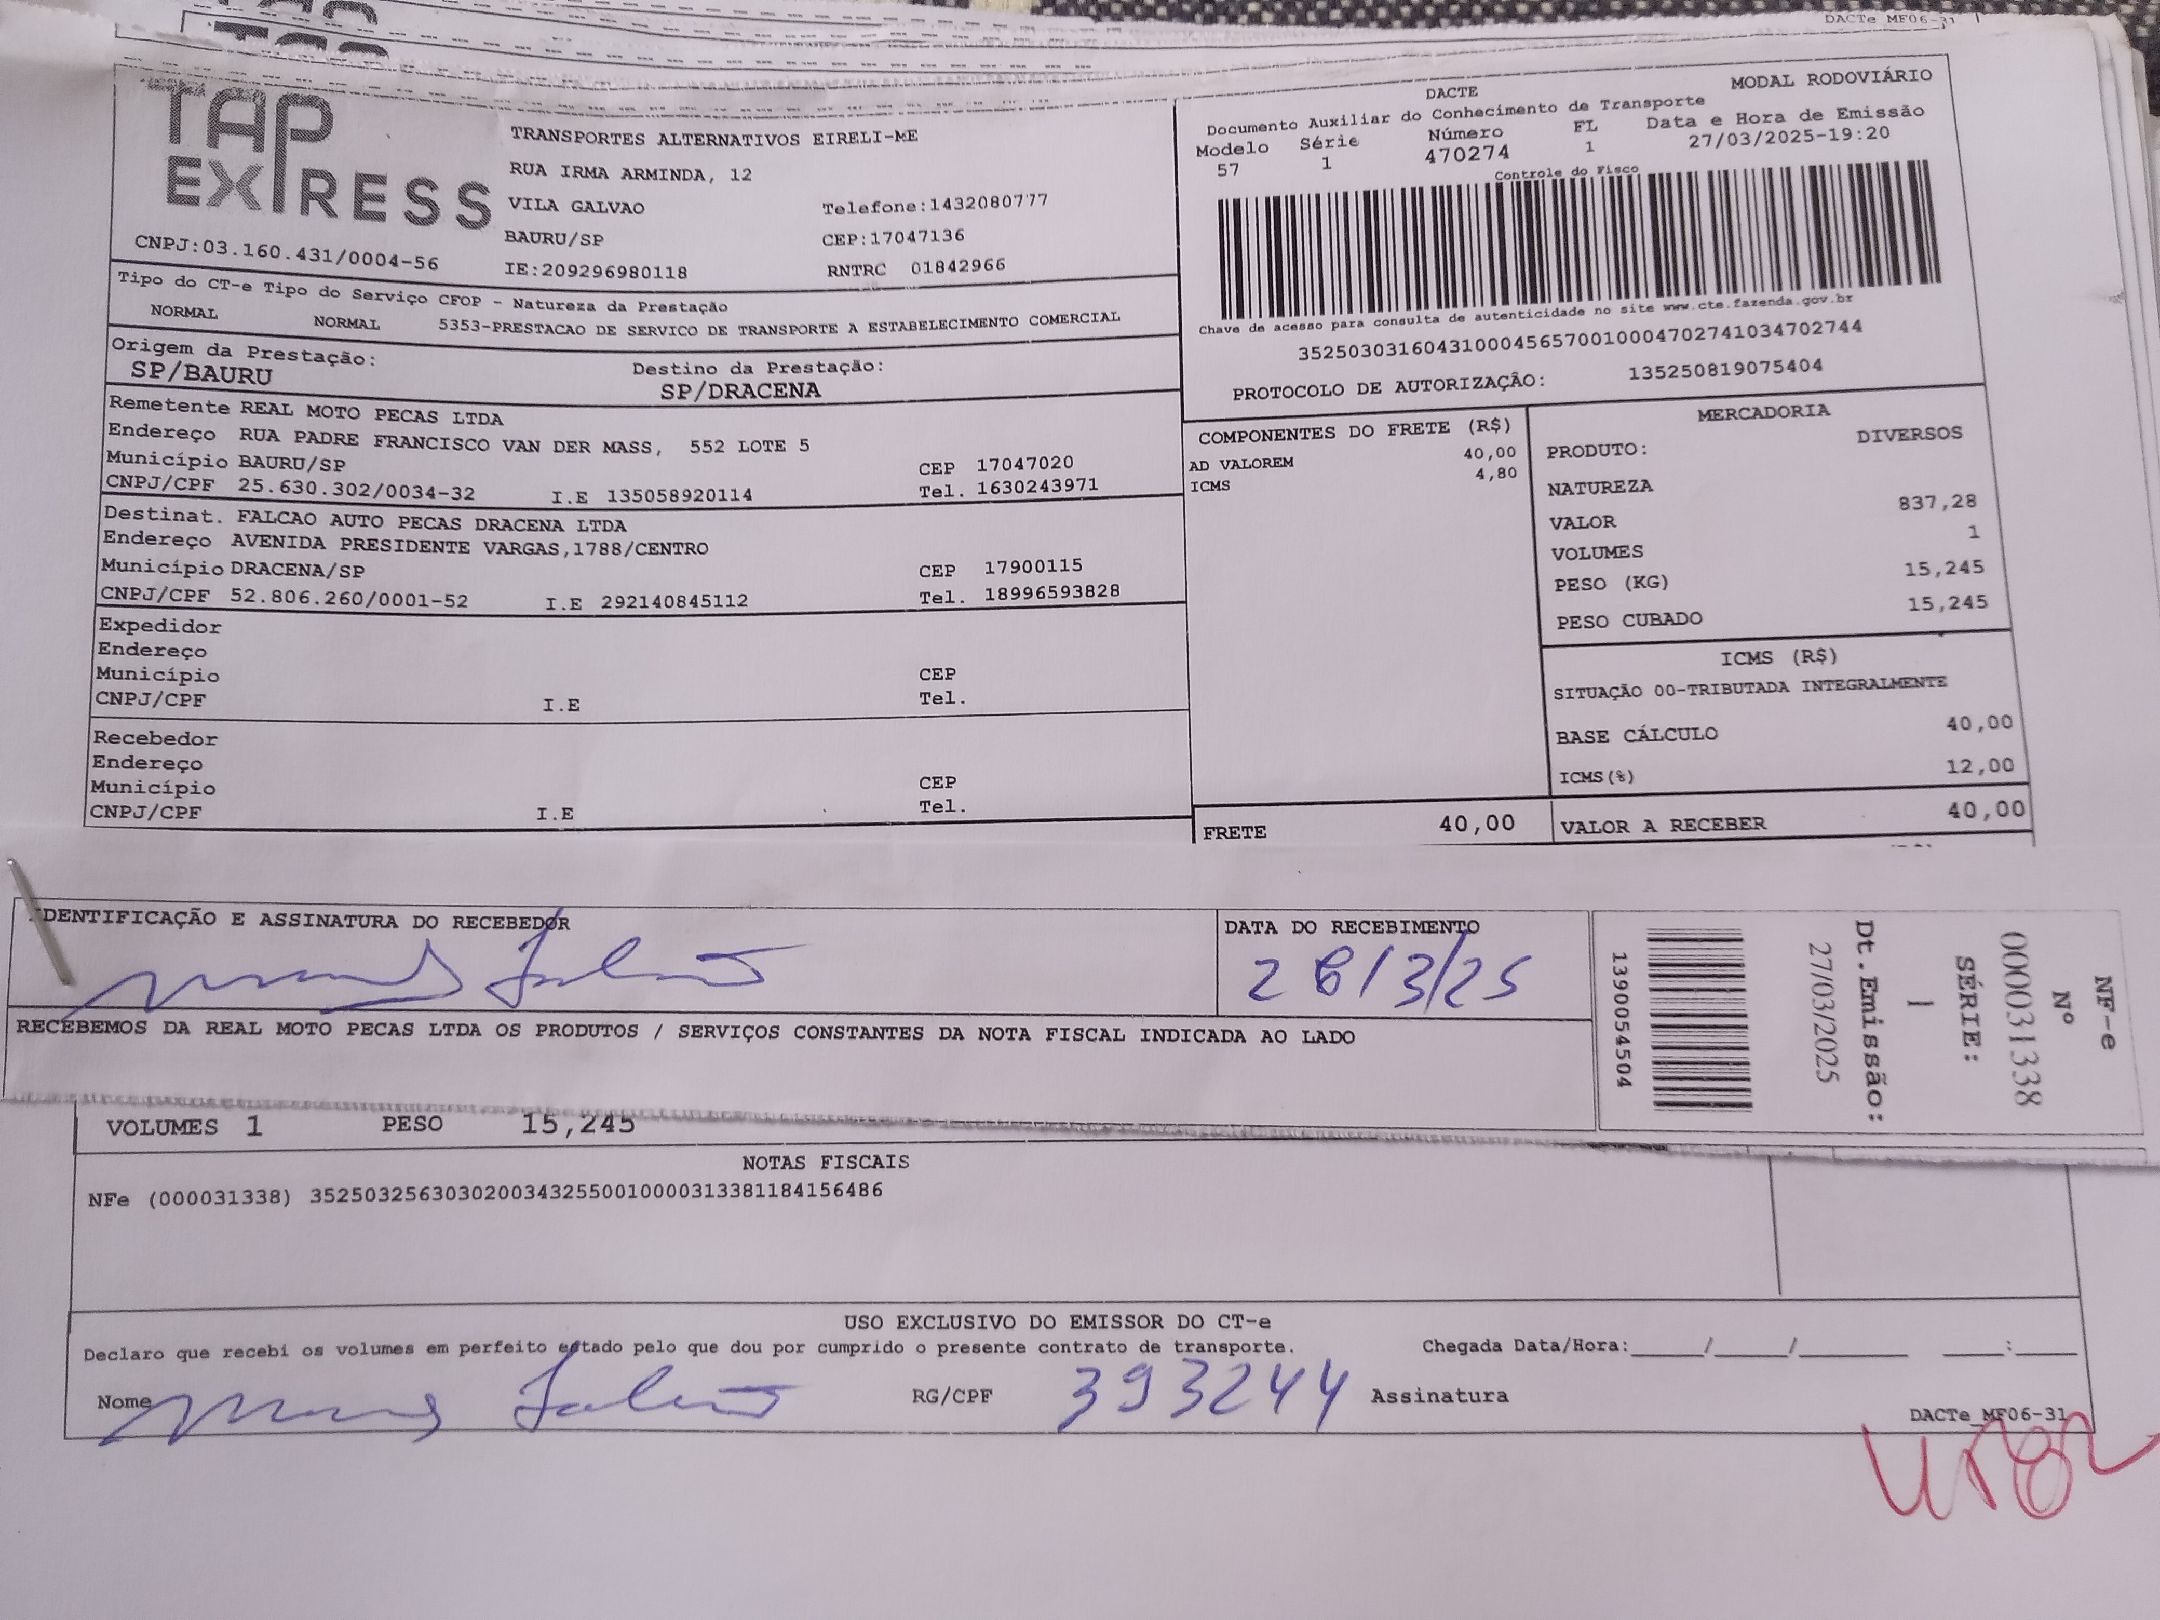 DACTe_MF06-31
TAP
EXPRESS
CNPJ:03.160.431/0004-56
TRANSPORTES ALTERNATIVOS EIRELI-ME
RUA IRMA ARMINDA, 12
VILA GALVAO Telefone:1432080777
BAURU/SP CEP:17047136
IE:209296980118 RNTRC 01842966
DACTE MODAL RODOVIÁRIO
Documento Auxiliar do Conhecimento de Transporte
Modelo Série Número FL Data e Hora de Emissão
57 1 470274 1 27/03/2025-19:20
Controle do Fisco
Chave de acesso para consulta de autenticidade no site www.cte.fazenda.gov.br
35250303160431000456570010004702741034702744
PROTOCOLO DE AUTORIZAÇÃO: 135250819075404
Tipo do CT-e Tipo do Serviço CFOP - Natureza da Prestação
NORMAL NORMAL 5353-PRESTACAO DE SERVICO DE TRANSPORTE A ESTABELECIMENTO COMERCIAL
Origem da Prestação: Destino da Prestação:
SP/BAURU SP/DRACENA
Remetente REAL MOTO PECAS LTDA
Endereço RUA PADRE FRANCISCO VAN DER MASS, 552 LOTE 5
Município BAURU/SP CEP 17047020
CNPJ/CPF 25.630.302/0034-32 I.E 135058920114 Tel. 1630243971
Destinat. FALCAO AUTO PECAS DRACENA LTDA
Endereço AVENIDA PRESIDENTE VARGAS,1788/CENTRO
Município DRACENA/SP CEP 17900115
CNPJ/CPF 52.806.260/0001-52 I.E 292140845112 Tel. 18996593828
Expedidor
Endereço
Município CEP
CNPJ/CPF I.E Tel.
Recebedor
Endereço
Município CEP
CNPJ/CPF I.E Tel.
COMPONENTES DO FRETE (R$)
AD VALOREM 40,00
ICMS 4,80
FRETE 40,00
MERCADORIA
PRODUTO: DIVERSOS
NATUREZA
VALOR 837,28
VOLUMES 1
PESO (KG) 15,245
PESO CUBADO 15,245
ICMS (R$)
SITUAÇÃO 00-TRIBUTADA INTEGRALMENTE
BASE CÁLCULO 40,00
ICMS(%) 12,00
VALOR A RECEBER 40,00
IDENTIFICAÇÃO E ASSINATURA DO RECEBEDOR
DATA DO RECEBIMENTO
28/3/25
RECEBEMOS DA REAL MOTO PECAS LTDA OS PRODUTOS / SERVIÇOS CONSTANTES DA NOTA FISCAL INDICADA AO LADO
NF-e
Nº
000031338
SÉRIE:
1
Dt.Emissão:
27/03/2025
1390054504
VOLUMES 1 PESO 15,245
NOTAS FISCAIS
NFe (000031338) 35250325630302003432550010000313381184156486
USO EXCLUSIVO DO EMISSOR DO CT-e
Declaro que recebi os volumes em perfeito estado pelo que dou por cumprido o presente contrato de transporte. Chegada Data/Hora:_____/______/_________ _____:_____
Nome RG/CPF 393244 Assinatura
DACTe_MF06-31